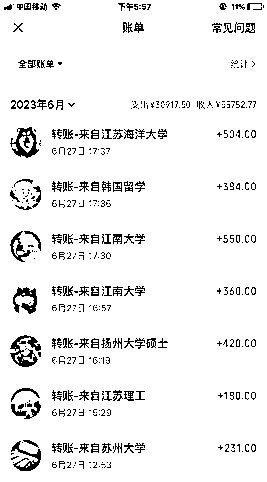 中国移动 下午5:57 11%
账单 常见问题
全部账单 统计
2023年6月 支出¥30917.50 收入¥55752.77
转账-来自江苏海洋大学 +504.00
6月27日 17:37
转账-来自韩国留学 +384.00
6月27日 17:36
转账-来自江南大学 +550.00
6月27日 17:30
转账-来自江南大学 +360.00
6月27日 16:57
转账-来自扬州大学硕士 +420.00
6月27日 16:19
转账-来自江苏理工 +180.00
6月27日 15:29
转账-来自苏州大学 +231.00
6月27日 12:53